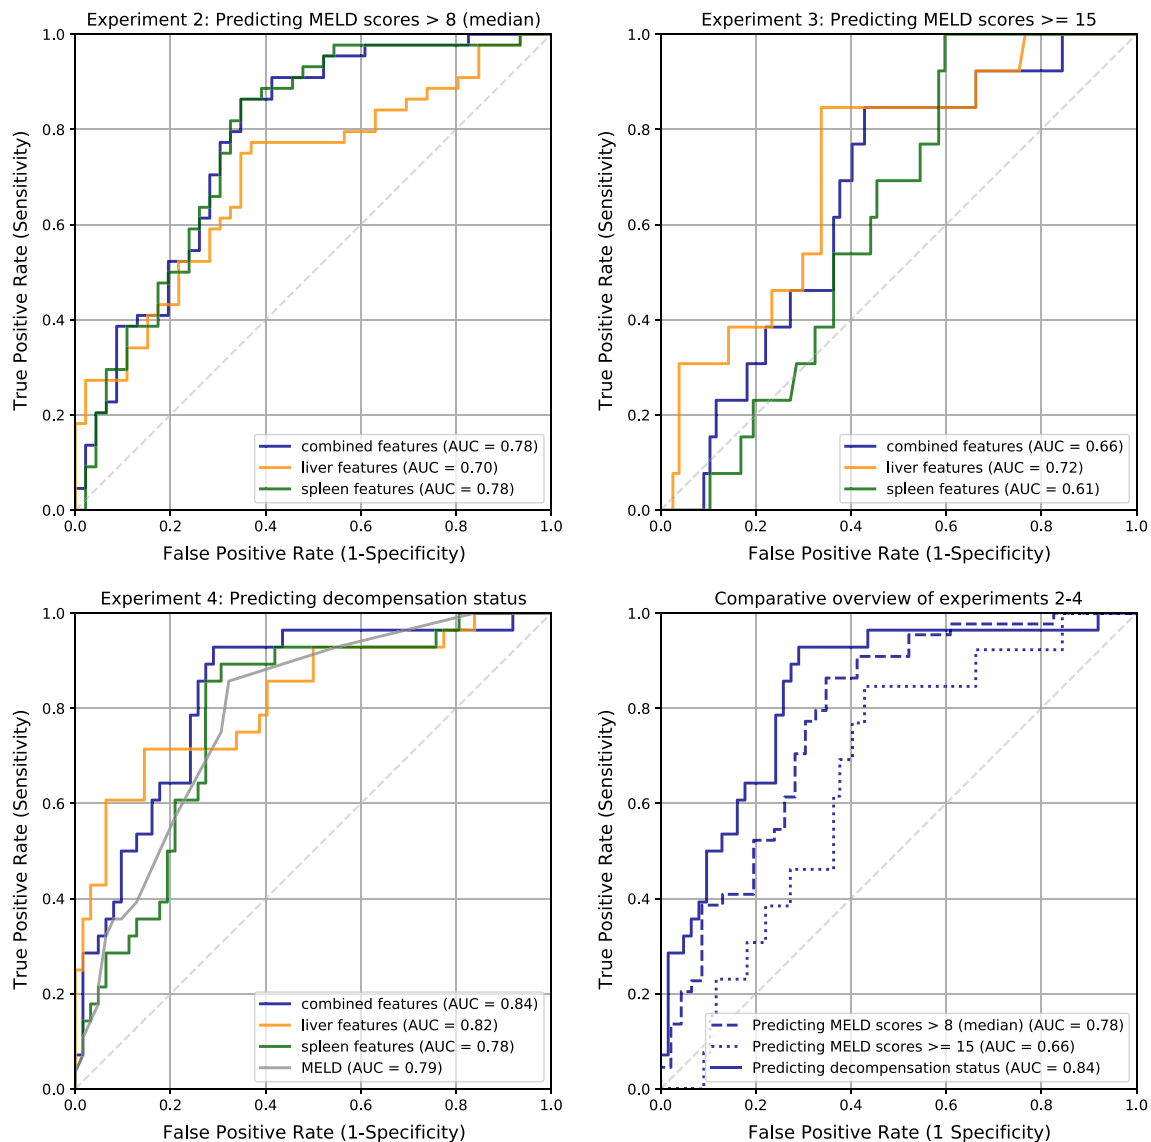 Experiment 2: Predicting MELD scores > 8 (median)
True Positive Rate (Sensitivity)
1.0
0.8
0.6
0.4
0.2
0.0
combined features (AUC = 0.78)
liver features (AUC = 0.70)
spleen features (AUC = 0.78)
0.0 0.2 0.4 0.6 0.8 1.0
False Positive Rate (1-Specificity)
Experiment 3: Predicting MELD scores >= 15
True Positive Rate (Sensitivity)
1.0
0.8
0.6
0.4
0.2
0.0
combined features (AUC = 0.66)
liver features (AUC = 0.72)
spleen features (AUC = 0.61)
0.0 0.2 0.4 0.6 0.8 1.0
False Positive Rate (1-Specificity)
Experiment 4: Predicting decompensation status
True Positive Rate (Sensitivity)
1.0
0.8
0.6
0.4
0.2
0.0
combined features (AUC = 0.84)
liver features (AUC = 0.82)
spleen features (AUC = 0.78)
MELD (AUC = 0.79)
0.0 0.2 0.4 0.6 0.8 1.0
False Positive Rate (1-Specificity)
Comparative overview of experiments 2-4
True Positive Rate (Sensitivity)
1.0
0.8
0.6
0.4
0.2
0.0
Predicting MELD scores > 8 (median) (AUC = 0.78)
Predicting MELD scores >= 15 (AUC = 0.66)
Predicting decompensation status (AUC = 0.84)
0.0 0.2 0.4 0.6 0.8 1.0
False Positive Rate (1 Specificity)